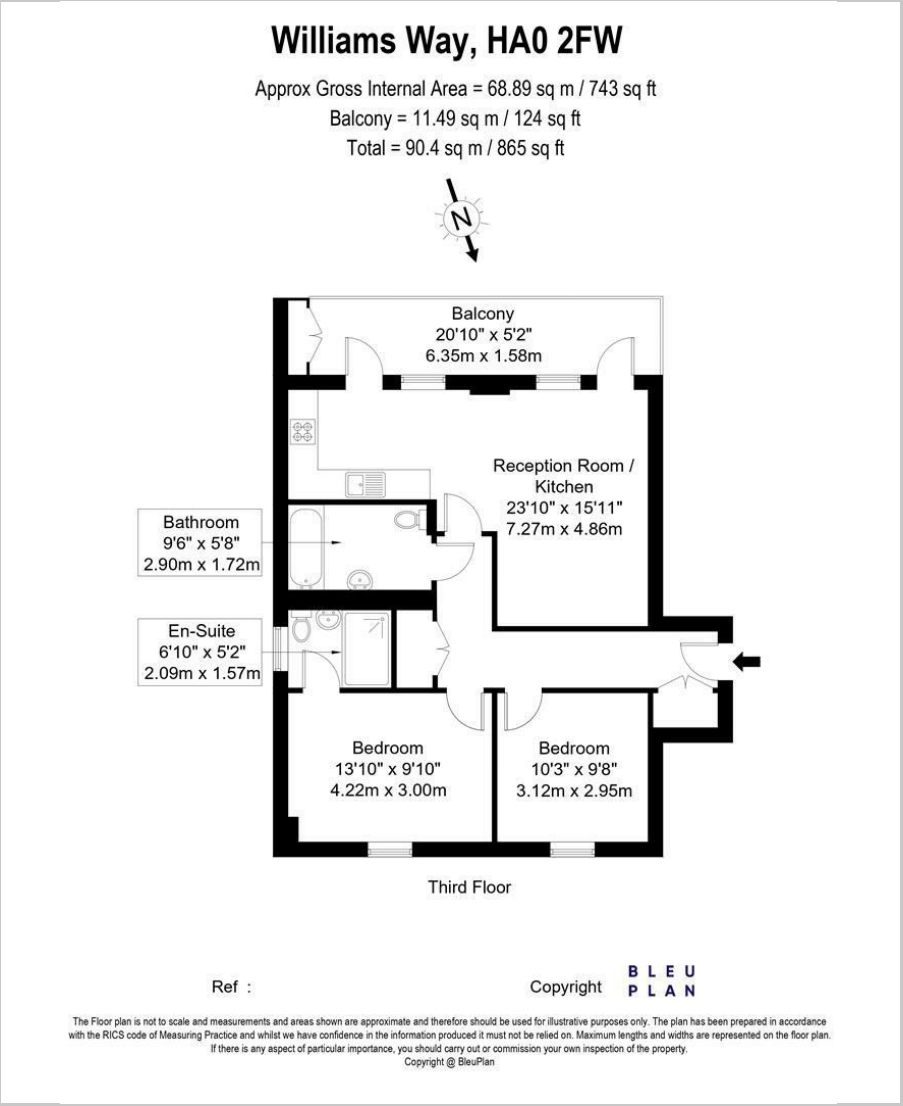 Williams Way, HA0 2FW
Approx Gross Internal Area = 68.89 sq m / 743 sq ft
Balcony = 11.49 sq m / 124 sq ft
Total = 90.4 sq m / 865 sq ft
N
Balcony
20'10" x 5'2"
6.35m x 1.58m
Reception Room /
Kitchen
23'10" x 15'11"
7.27m x 4.86m
Bathroom
9'6" x 5'8"
2.90m x 1.72m
En-Suite
6'10" x 5'2"
2.09m x 1.57m
Bedroom
13'10" x 9'10"
4.22m x 3.00m
Bedroom
10'3" x 9'8"
3.12m x 2.95m
Third Floor
Ref :
Copyright
BLEU
PLAN
The Floor plan is not to scale and measurements and areas shown are approximate and therefore should be used for illustrative purposes only. The plan has been prepared in accordance
with the RICS code of Measuring Practice and whilst we have confidence in the information produced it must not be relied on. Maximum lengths and widths are represented on the floor plan.
If there is any aspect of particular importance, you should carry out or commission your own inspection of the property.
Copyright @ BleuPlan